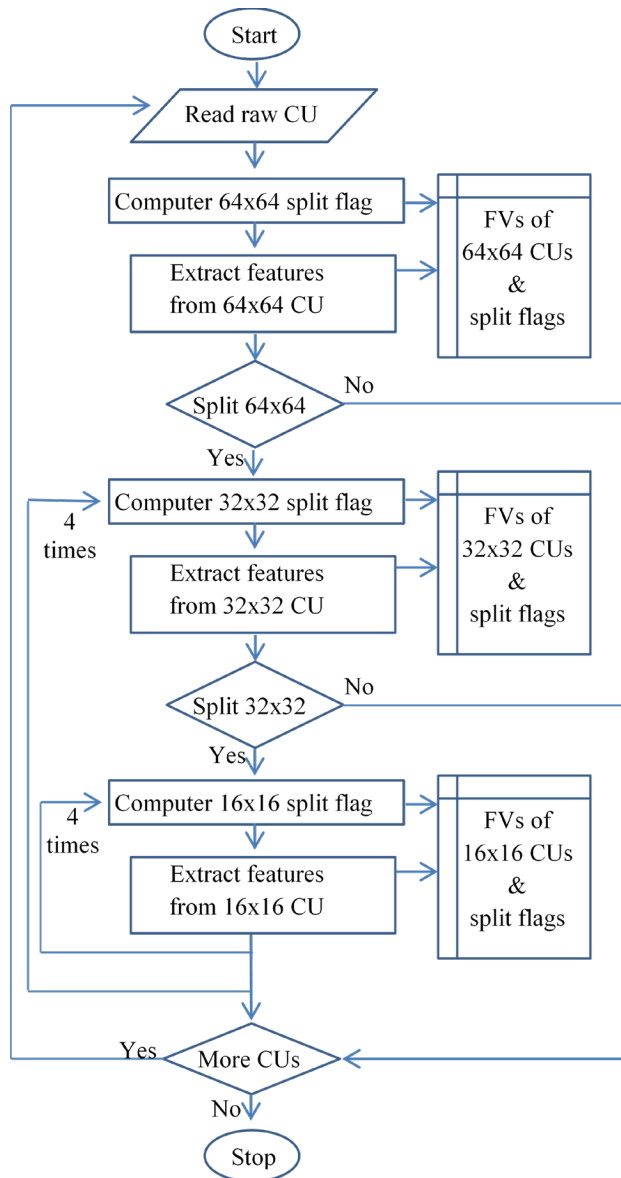 Start
Read raw CU
Computer 64x64 split flag
FVs of
64x64 CUs
&
split flags
Extract features
from 64x64 CU
Split 64x64
No
Yes
Computer 32x32 split flag
4
times
FVs of
32x32 CUs
&
split flags
Extract features
from 32x32 CU
Split 32x32
No
Yes
Computer 16x16 split flag
4
times
FVs of
16x16 CUs
&
split flags
Extract features
from 16x16 CU
Yes
More CUs
No
Stop